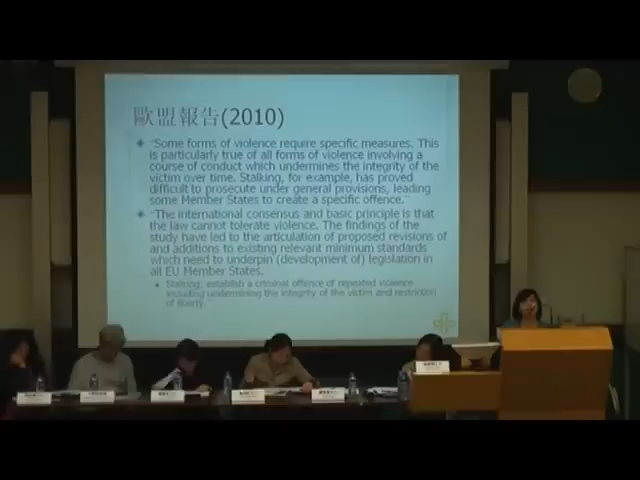 歐盟報告(2010)
"Some forms of violence require specific measures. This
is particularly true of all forms of violence involving a
course of conduct which undermines the integrity of the
victim over time. Stalking, for example, has proved
difficult to prosecute under general provisions, leading
some Member States to create a specific offence."
"The international consensus and basic principle is that
the law cannot tolerate violence. The findings of the
study have led to the articulation of proposed revisions of
and additions to existing relevant minimum standards
which need to underpin (development of) legislation in
all EU Member States.
Stalking: establish a criminal offence of repeated violence
including undermining the integrity of the victim and restriction
of liberty.